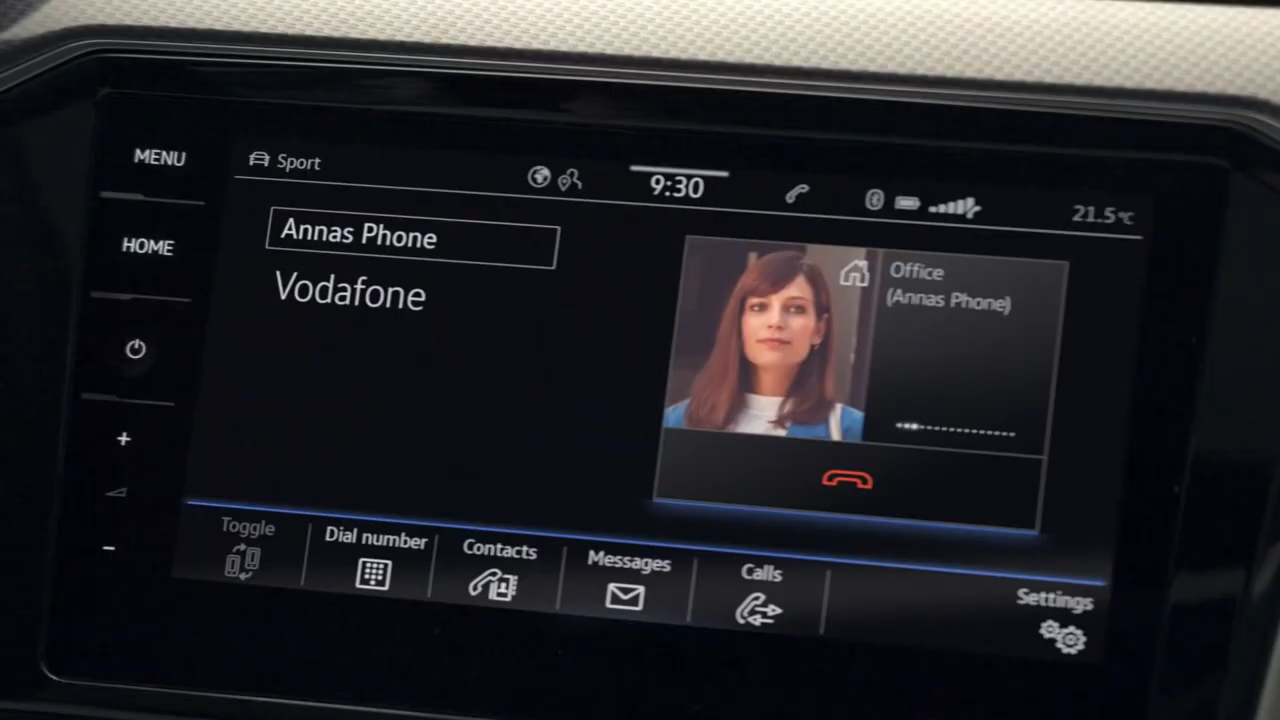 MENU
HOME
+
-
Sport
9:30
21.5°C
Annas Phone
Vodafone
Office
(Annas Phone)
Toggle
Dial number
Contacts
Messages
Calls
Settings